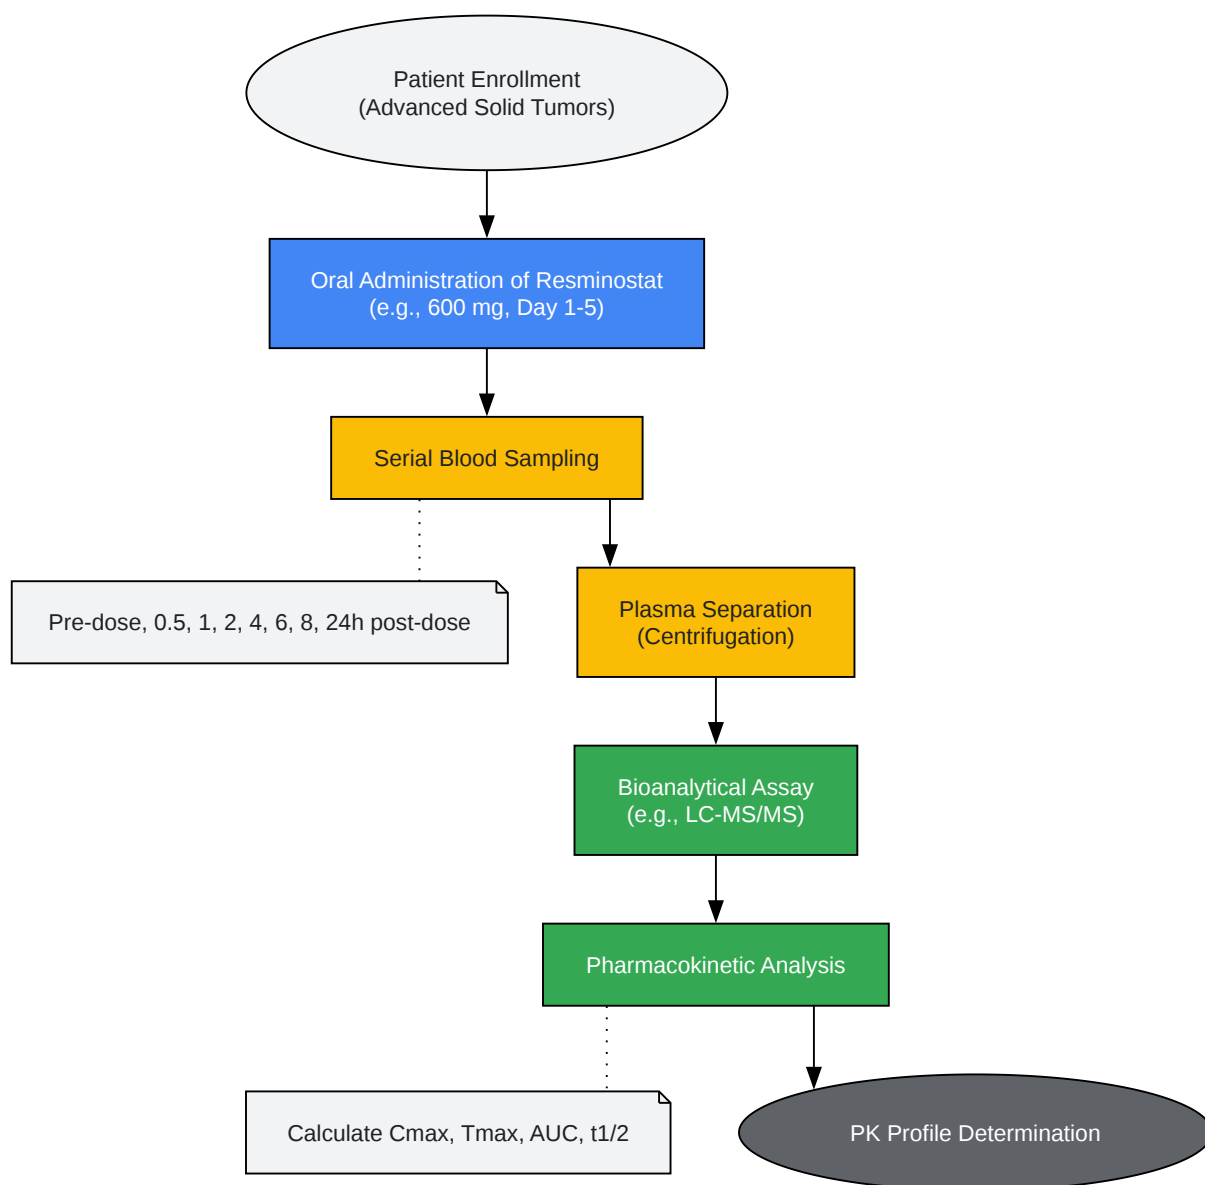 Patient Enrollment
(Advanced Solid Tumors)
Oral Administration of Resminostat
(e.g., 600 mg, Day 1-5)
Serial Blood Sampling
Pre-dose, 0.5, 1, 2, 4, 6, 8, 24h post-dose
Plasma Separation
(Centrifugation)
Bioanalytical Assay
(e.g., LC-MS/MS)
Pharmacokinetic Analysis
Calculate Cmax, Tmax, AUC, t1/2
PK Profile Determination